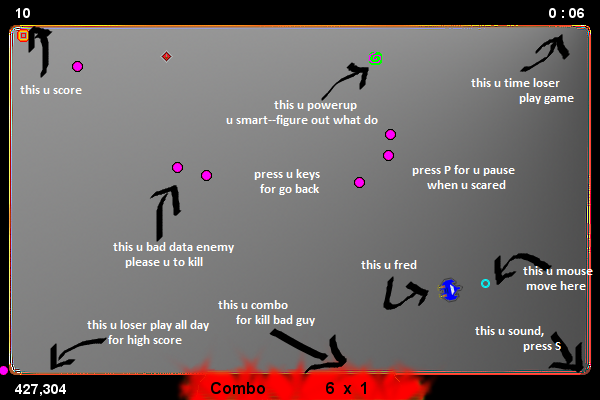 10
0 : 06
this u score
this u time loser
play game
this u powerup
u smart--figure out what do
press u keys
for go back
press P for u pause
when u scared
this u bad data enemy
please u to kill
this u fred
this u mouse
move here
this u combo
for kill bad guy
this u loser play all day
for high score
this u sound,
press S
427,304
Combo
6 x 1